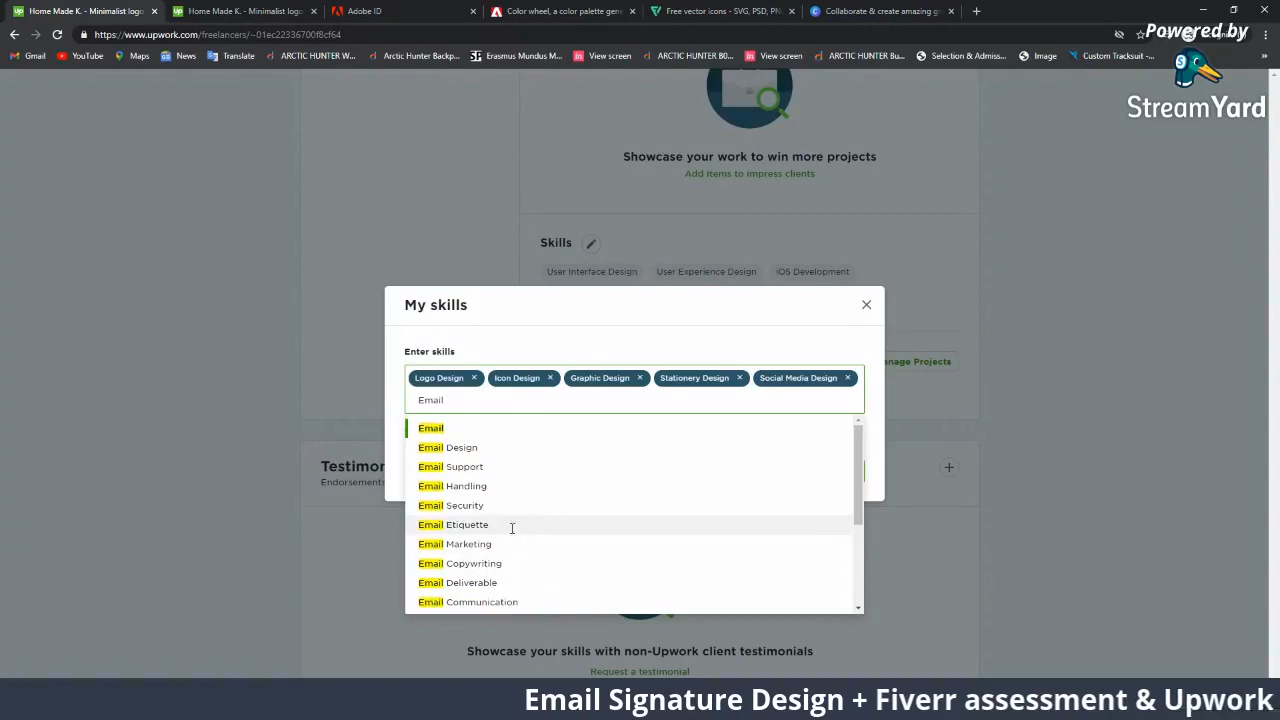 Home Made K. - Minimalist logo
Home Made K. - Minimalist logo
Adobe ID
Color wheel, a color palette gene
Free vector icons - SVG, PSD, PN
Collaborate & create amazing g
https://www.upwork.com/freelancers/~01ec22336700f8cf64
Powered by
StreamYard
Gmail
YouTube
Maps
News
Translate
ARCTIC HUNTER W...
Arctic Hunter Backp...
Erasmus Mundus M...
View screen
ARCTIC HUNTER 80...
View screen
ARCTIC HUNTER Bu...
Selection & Admiss...
Image
Custom Tracksuit -...
Showcase your work to win more projects
Add items to impress clients
Skills
User Interface Design
User Experience Design
iOS Development
My skills
Enter skills
Logo Design
Icon Design
Graphic Design
Stationery Design
Social Media Design
Email
Email
Email Design
Email Support
Email Handling
Email Security
Email Etiquette
Email Marketing
Email Copywriting
Email Deliverable
Email Communication
nage Projects
Testimor
Endorsement
Showcase your skills with non-Upwork client testimonials
Request a testimonial
Email Signature Design + Fiverr assessment & Upwork